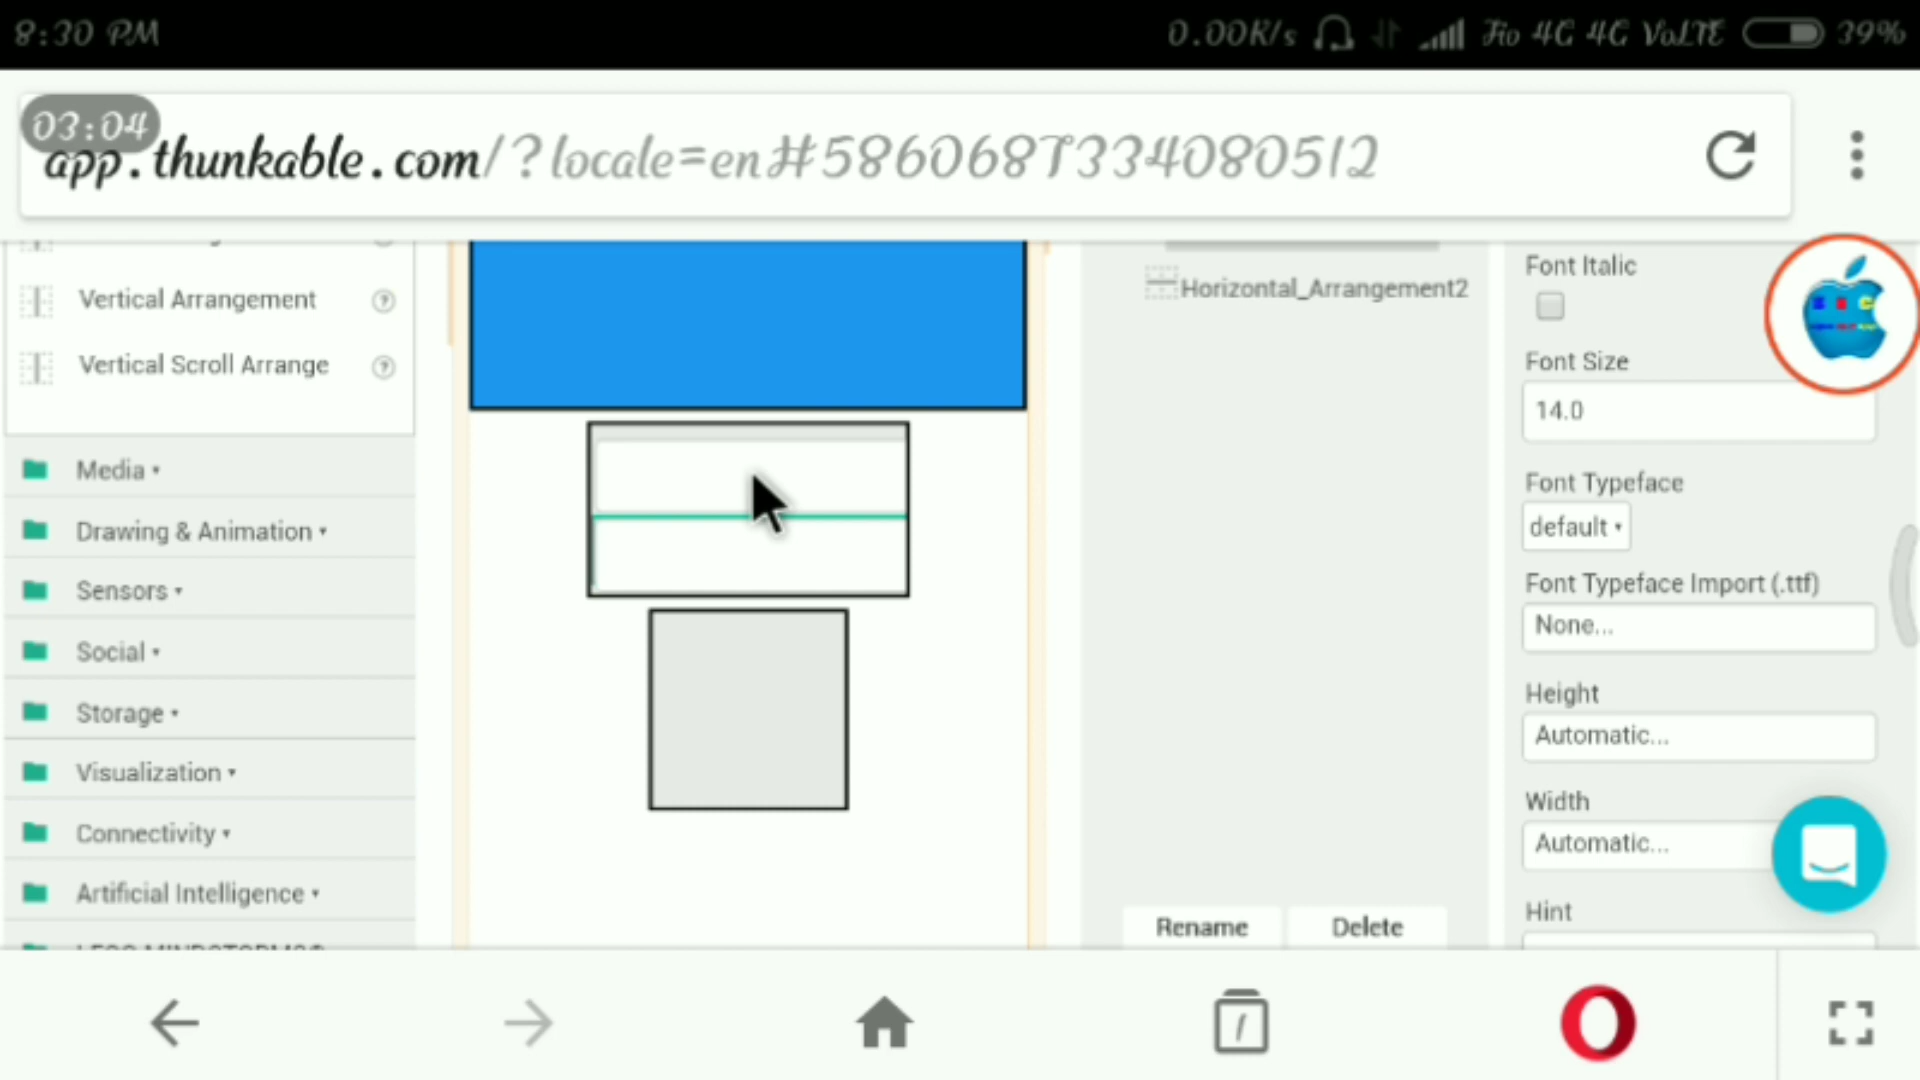 8:30 PM
0.00K/s Jio 4G 4G VoLTE 39%
03:04
app.thunkable.com/?locale=en#5860687334080512
Vertical Arrangement
Vertical Scroll Arrange
Media
Drawing & Animation
Sensors
Social
Storage
Visualization
Connectivity
Artificial Intelligence
Horizontal_Arrangement2
Rename Delete
Font Italic
Font Size
14.0
Font Typeface
default
Font Typeface Import (.ttf)
None...
Height
Automatic...
Width
Automatic...
Hint